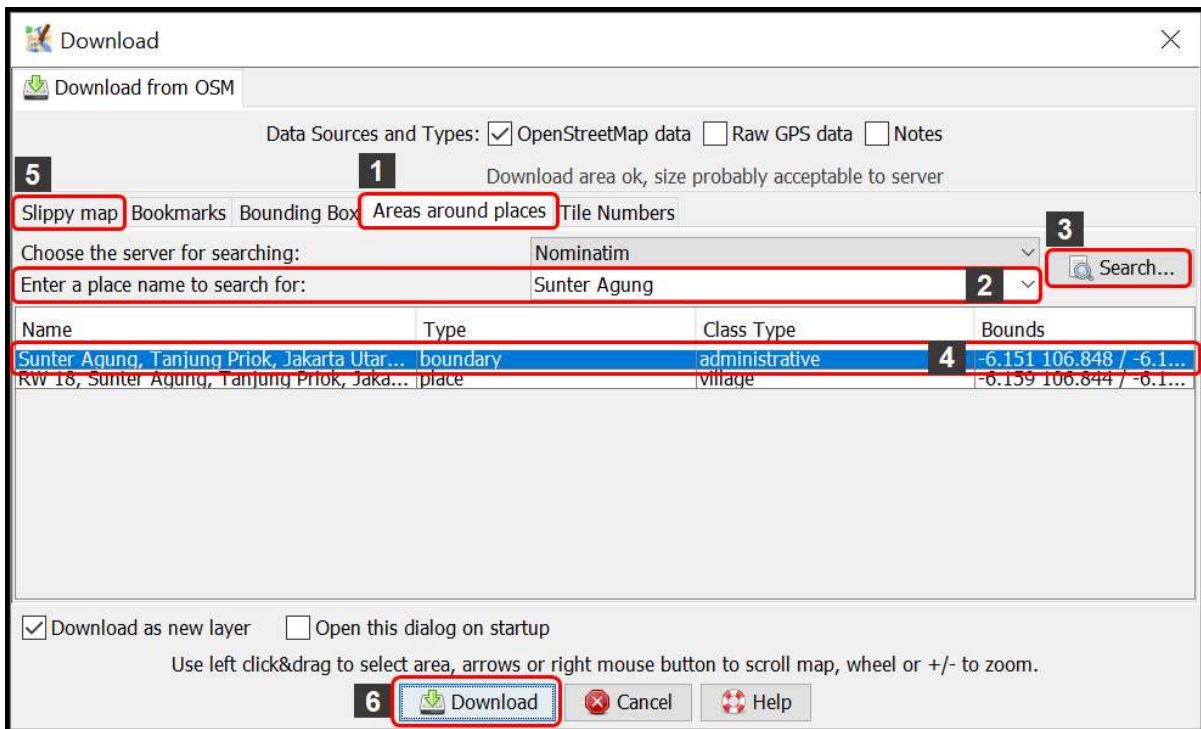 Download
Download from OSM
Data Sources and Types: OpenStreetMap data Raw GPS data Notes
5 1 Download area ok, size probably acceptable to server
Slippy map Bookmarks Bounding Box Areas around places Tile Numbers
3
Choose the server for searching: Nominatim
Search...
Enter a place name to search for: Sunter Agung 2
Name Type Class Type Bounds
Sunter Agung, Tanjung Priok, Jakarta Utar... boundary administrative 4 -6.151 106.848 / -6.1...
RW 18, Sunter Agung, Tanjung Priok, Jaka... place village -6.159 106.844 / -6.1...
Download as new layer Open this dialog on startup
Use left click&drag to select area, arrows or right mouse button to scroll map, wheel or +/- to zoom.
6 Download Cancel Help